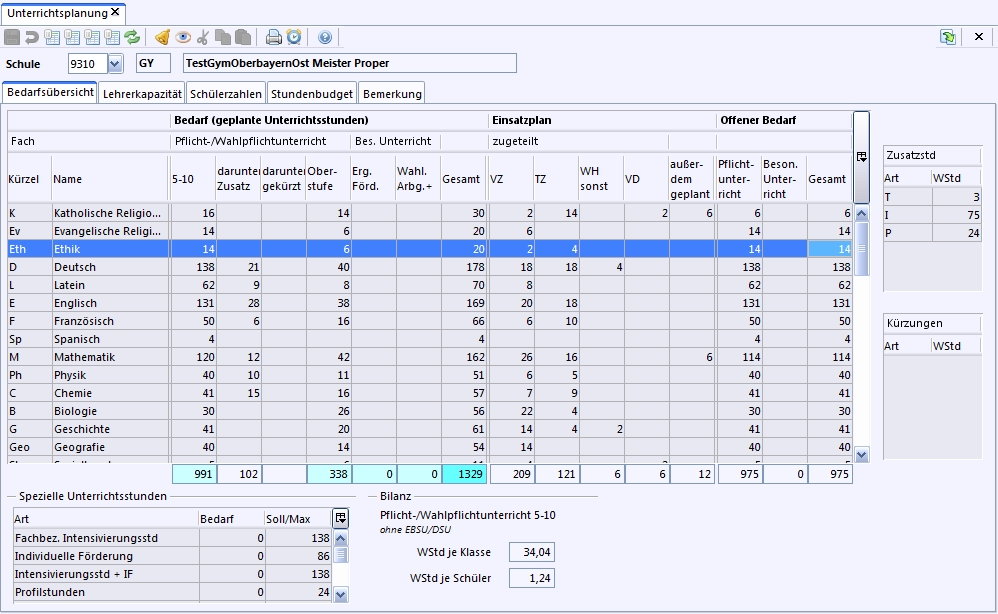 Unterrichtsplanung
Schule 9310 GY TestGymOberbayernOst Meister Proper
Bedarfsübersicht Lehrerkapazität Schülerzahlen Stundenbudget Bemerkung
Bedarf (geplante Unterrichtsstunden) Einsatzplan Offener Bedarf
Fach Pflicht-/Wahlpflichtunterricht Bes. Unterricht zugeteilt
Kürzel Name 5-10 darunter Zusatz darunter gekürzt Ober- stufe Erg. Förd. Wahl. Arbg.+ Gesamt VZ TZ WH sonst VD außer- dem geplant Pflicht- unter- richt Beson. Unter- richt Gesamt
K Katholische Religio... 16 14 30 2 14 2 6 6 6
Ev Evangelische Religi... 14 6 20 6 14 14
Eth Ethik 14 6 20 2 4 14 14
D Deutsch 138 21 40 178 18 18 4 138 138
L Latein 62 9 8 70 8 62 62
E Englisch 131 28 38 169 20 18 131 131
F Französisch 50 6 16 66 6 10 50 50
Sp Spanisch 4 4 4 4
M Mathematik 120 12 42 162 26 16 6 114 114
Ph Physik 40 10 11 51 6 5 40 40
C Chemie 41 15 16 57 7 9 41 41
B Biologie 30 26 56 22 4 30 30
G Geschichte 41 20 61 14 4 2 41 41
Geo Geografie 40 14 54 14 40 40
991 102 338 0 0 1329 209 121 6 6 12 975 0 975
Zusatzstd
Art WStd
T 3
I 75
P 24
Kürzungen
Art WStd
Spezielle Unterrichtsstunden
Art Bedarf Soll/Max
Fachbez. Intensivierungsstd 0 138
Individuelle Förderung 0 86
Intensivierungsstd + IF 0 138
Profilstunden 0 24
Bilanz
Pflicht-/Wahlpflichtunterricht 5-10
ohne EBSU/DSU
WStd je Klasse 34,04
WStd je Schüler 1,24